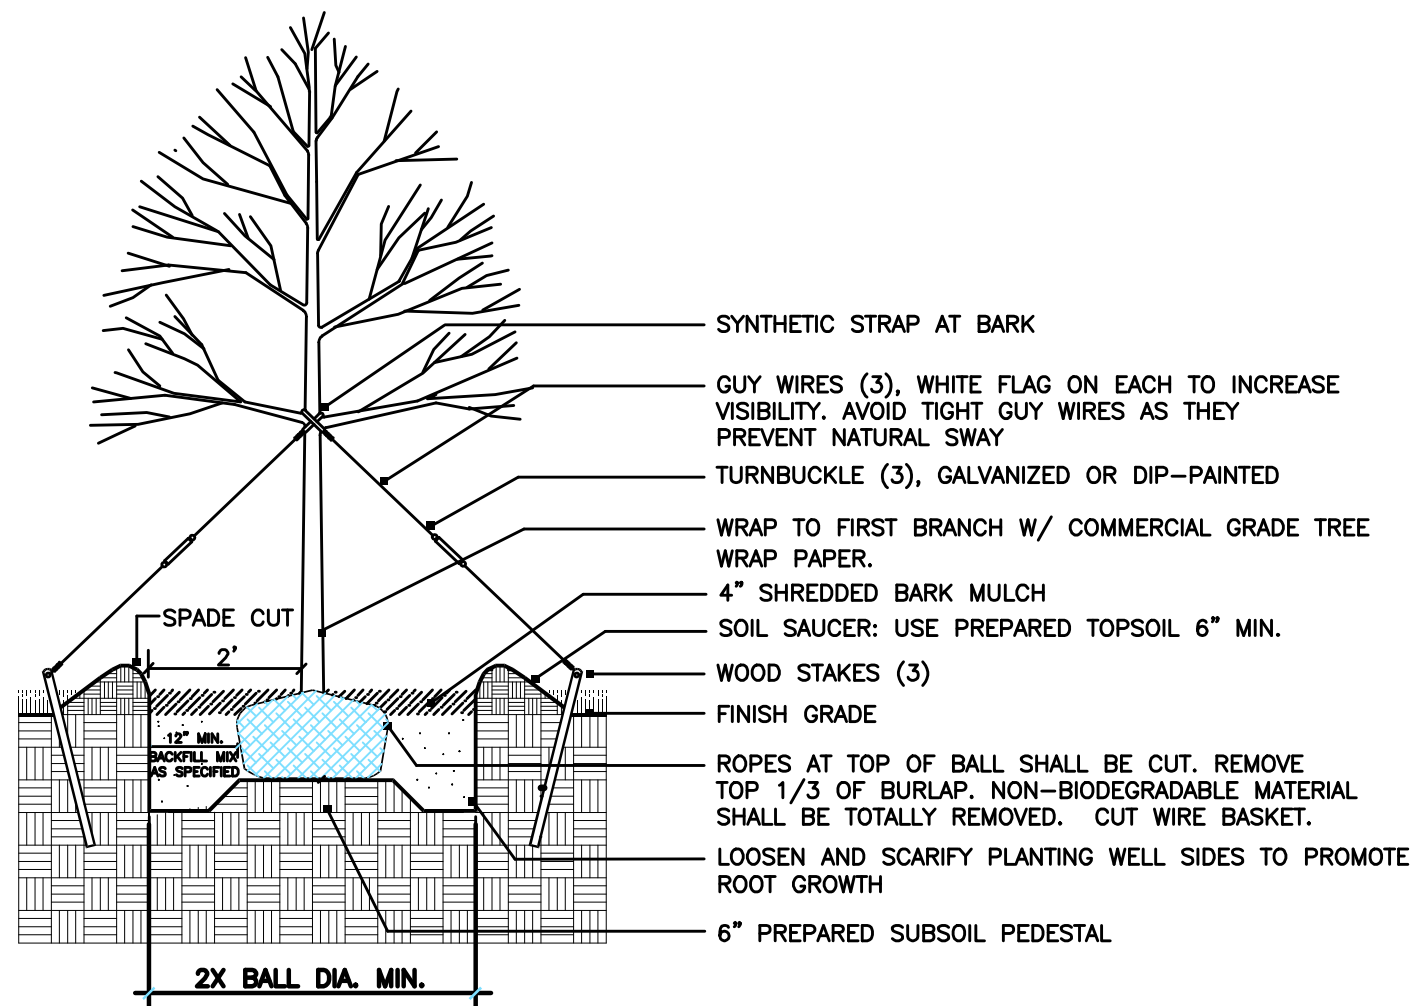 SYNTHETIC STRAP AT BARK
GUY WIRES (3), WHITE FLAG ON EACH TO INCREASE
VISIBILITY. AVOID TIGHT GUY WIRES AS THEY
PREVENT NATURAL SWAY
TURNBUCKLE (3), GALVANIZED OR DIP-PAINTED
WRAP TO FIRST BRANCH W/ COMMERCIAL GRADE TREE
WRAP PAPER.
4" SHREDDED BARK MULCH
SPADE CUT
SOIL SAUCER: USE PREPARED TOPSOIL 6" MIN.
2'
WOOD STAKES (3)
FINISH GRADE
12" MIN.
BACKFILL MIX
AS SPECIFIED
ROPES AT TOP OF BALL SHALL BE CUT. REMOVE
TOP 1/3 OF BURLAP. NON-BIODEGRADABLE MATERIAL
SHALL BE TOTALLY REMOVED. CUT WIRE BASKET.
LOOSEN AND SCARIFY PLANTING WELL SIDES TO PROMOTE
ROOT GROWTH
6" PREPARED SUBSOIL PEDESTAL
2X BALL DIA. MIN.